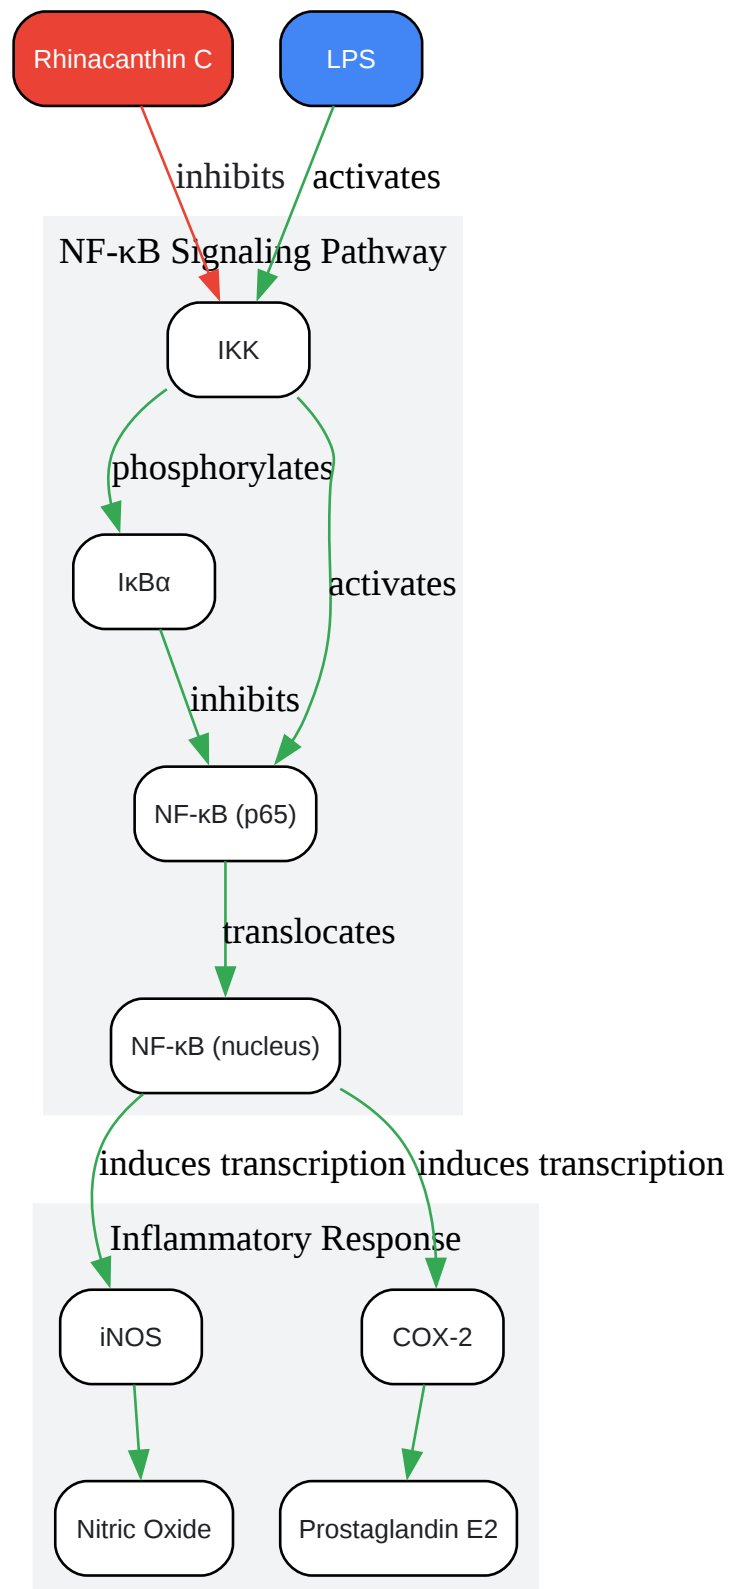 Rhinacanthin C
LPS
inhibits
activates
NF-κB Signaling Pathway
IKK
phosphorylates
IκBα
activates
inhibits
NF-κB (p65)
translocates
NF-κB (nucleus)
induces transcription
induces transcription
Inflammatory Response
iNOS
COX-2
Nitric Oxide
Prostaglandin E2